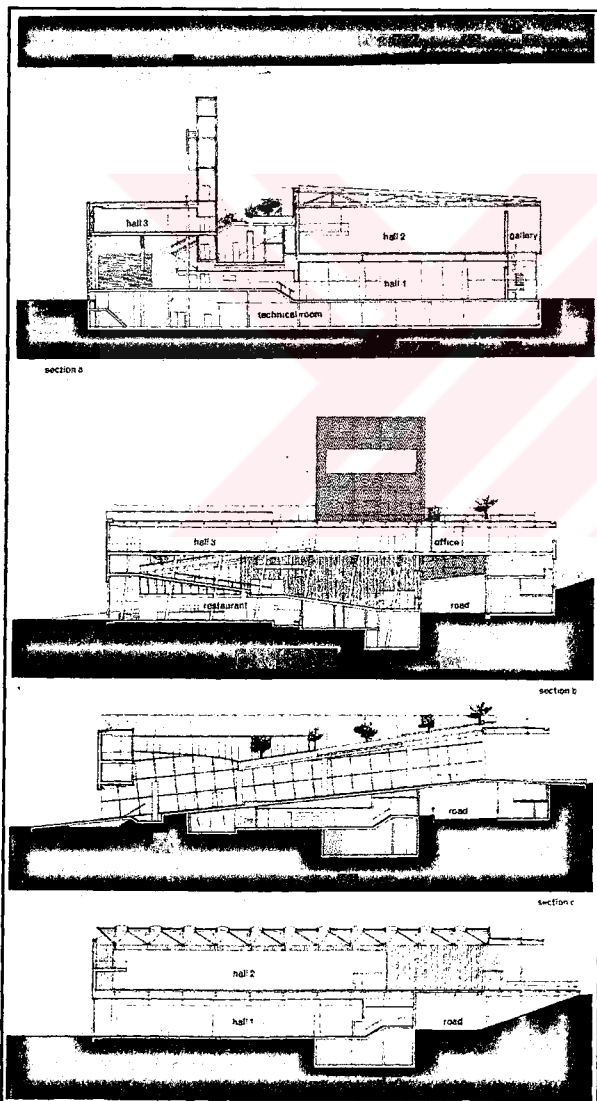 hall 3
hall 2
gallery
hall 1
technical room
section a
hall 3
office
restaurant
road
section b
road
section c
hall 2
hall 1
road